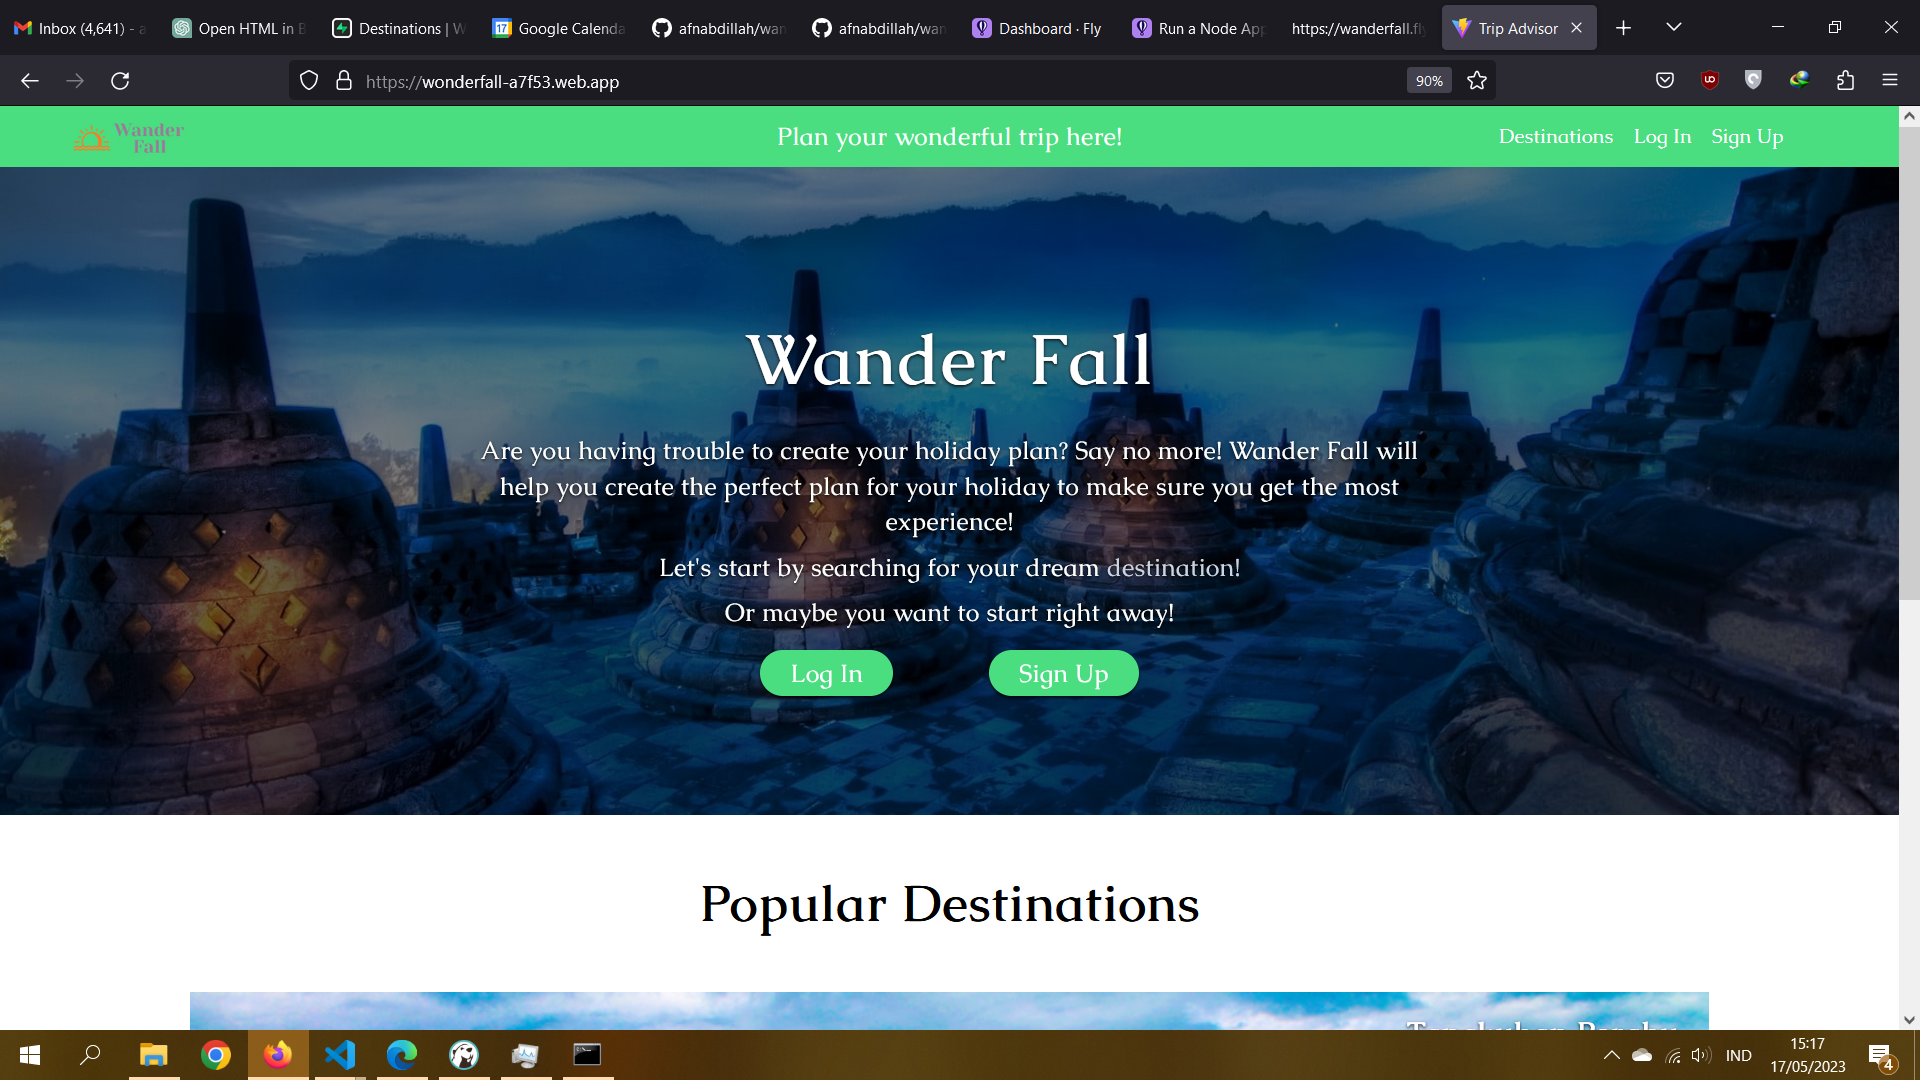 Inbox (4,641) - a
Open HTML in B
Destinations | W
Google Calenda
afnabdillah/wan
afnabdillah/wan
Dashboard · Fly
Run a Node App
https://wanderfall.fly
Trip Advisor
https://wonderfall-a7f53.web.app
90%
Wander
Fall
Plan your wonderful trip here!
Destinations
Log In
Sign Up
Wander Fall
Are you having trouble to create your holiday plan? Say no more! Wander Fall will
help you create the perfect plan for your holiday to make sure you get the most
experience!
Let's start by searching for your dream destination!
Or maybe you want to start right away!
Log In
Sign Up
Popular Destinations
IND
15:17
17/05/2023
4